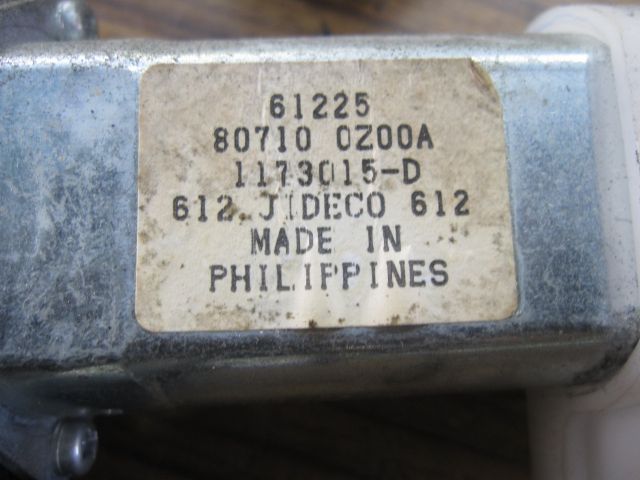 61225
80710 0Z00A
1173015-D
612 JIDECO 612
MADE IN
PHILIPPINES